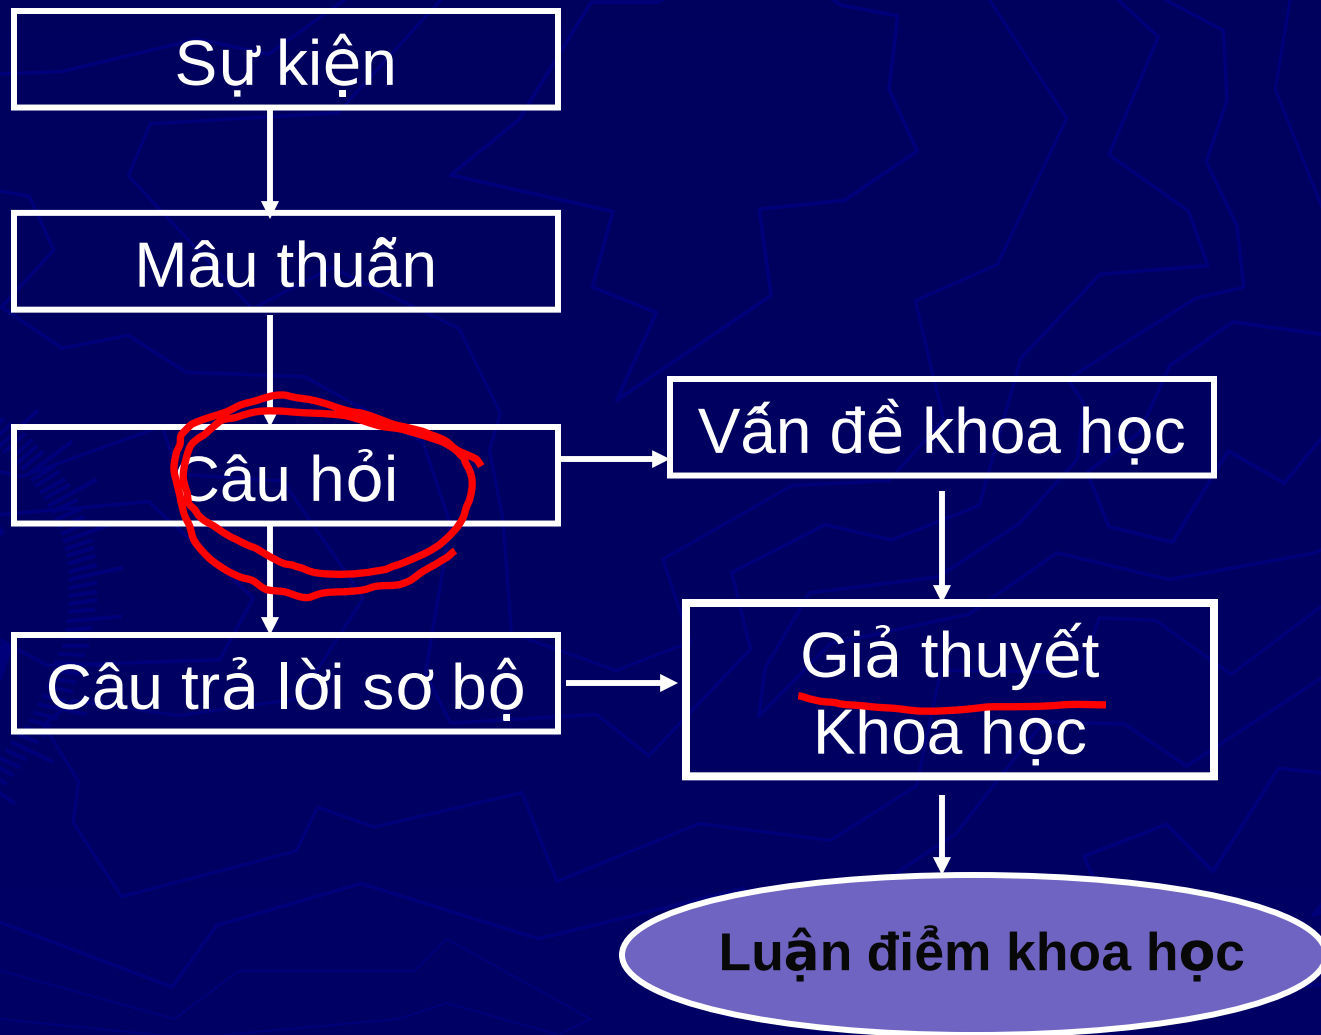 Sự kiện
Mâu thuẫn
Câu hỏi
Vấn đề khoa học
Câu trả lời sơ bộ
Giả thuyết
Khoa học
Luận điểm khoa học